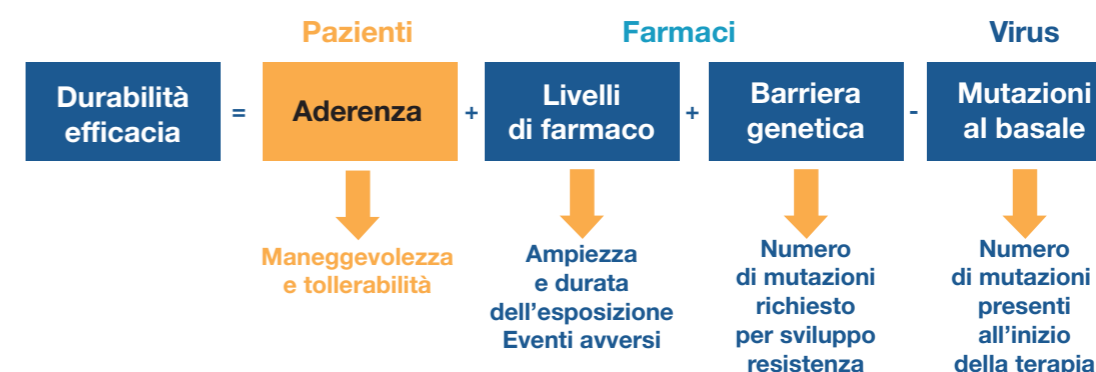 Pazienti
Farmaci
Virus
Durabilità
efficacia
=
Aderenza
+
Livelli
di farmaco
+
Barriera
genetica
-
Mutazioni
al basale
Maneggevolezza
e tollerabilità
Ampiezza
e durata
dell'esposizione
Eventi avversi
Numero
di mutazioni
richiesto
per sviluppo
resistenza
Numero
di mutazioni
presenti
all'inizio
della terapia